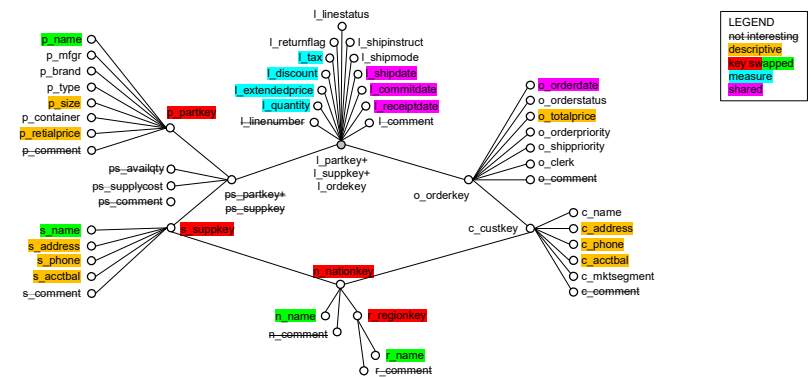 l_linestatus
LEGEND
not interesting
descriptive
key swapped
measure
shared
p_name
p_mfgr
p_brand
p_type
p_size
p_container
p_retialprice
p_comment
p_partkey
l_returnflag
l_tax
l_discount
l_extendedprice
l_quantity
l_linenumber
l_shipinstruct
l_shipmode
l_shipdate
l_commitdate
l_receiptdate
l_comment
l_partkey+
l_suppkey+
l_ordekey
o_orderdate
o_orderstatus
o_totalprice
o_orderpriority
o_shippriority
o_clerk
o_comment
o_orderkey
ps_availqty
ps_supplycost
ps_comment
ps_partkey+
ps_suppkey
s_name
s_address
s_phone
s_acctbal
s_comment
s_suppkey
c_custkey
c_name
c_address
c_phone
c_acctbal
c_mktsegment
c_comment
n_nationkey
n_name
n_comment
r_regionkey
r_name
r_comment